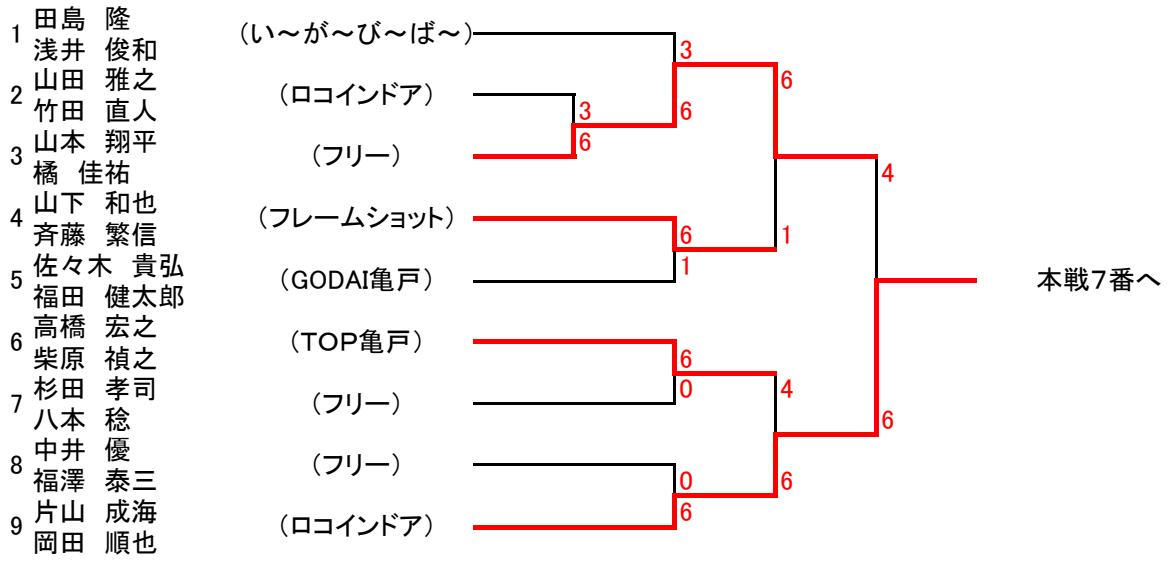 田島 隆
1 (い～が～び～ば～)
浅井 俊和
3
山田 雅之
6
2 (ロコインドア)
竹田 直人
3
6
山本 翔平
6
3 (フリー)
橘 佳祐
4
山下 和也
4 (フレームショット)
斉藤 繁信
6
1
佐々木 貴弘
1
5 (GODAI亀戸)
本戦7番へ
福田 健太郎
高橋 宏之
6 (TOP亀戸)
柴原 禎之
6
杉田 孝司
0
4
7 (フリー)
八本 稔
6
中井 優
8 (フリー)
福澤 泰三
0
6
片山 成海
6
9 (ロコインドア)
岡田 順也